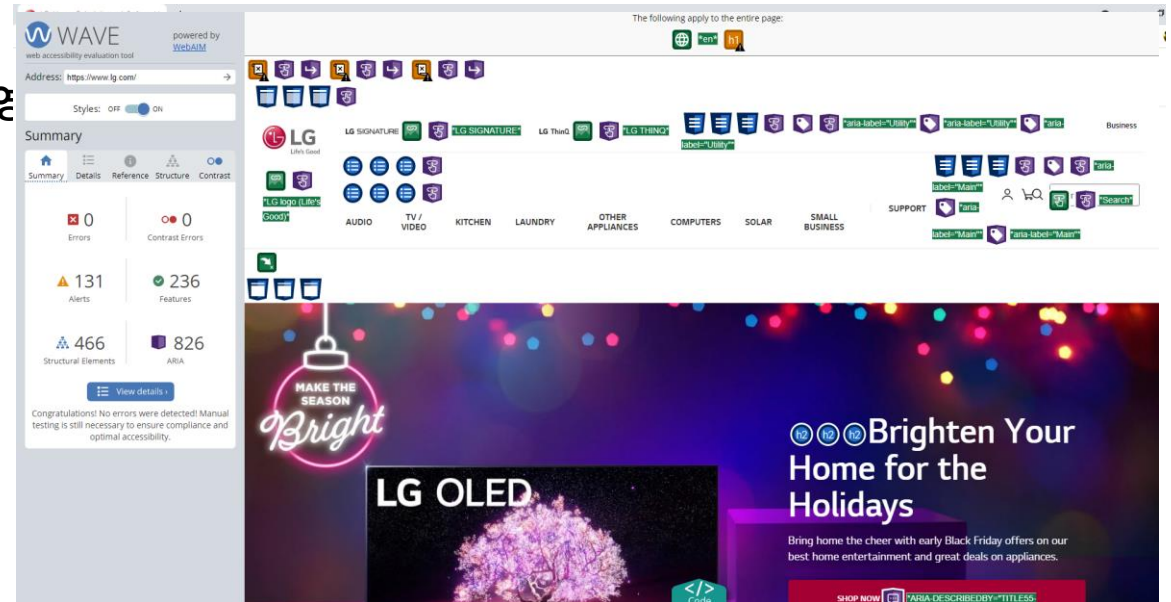 The following apply to the entire page:
*en* h1
WAVE
powered by
WebAIM
web accessibility evaluation tool
Address: https://www.lg.com/
Styles: OFF ON
Summary
Summary Details Reference Structure Contrast
0 Errors
0 Contrast Errors
131 Alerts
236 Features
466 Structural Elements
826 ARIA
View details ›
Congratulations! No errors were detected! Manual
testing is still necessary to ensure compliance and
optimal accessibility.
LG
Life's Good
LG SIGNATURE *LG SIGNATURE* LG ThinQ *LG THINQ* *aria-label="Utility"* *aria-label="Utility"* *aria-
label="Utility"*
Business
*LG logo (Life's
Good)*
AUDIO
TV /
VIDEO
KITCHEN
LAUNDRY
OTHER
APPLIANCES
COMPUTERS
SOLAR
SMALL
BUSINESS
SUPPORT
*aria-
label="Main"*
*aria-
label="Main"* *aria-label="Main"*
*Search*
MAKE THE
SEASON
Bright
LG OLED
h2 h2 h2 Brighten Your
Home for the
Holidays
Bring home the cheer with early Black Friday offers on our
best home entertainment and great deals on appliances.
</>
Code
SHOP NOW *ARIA-DESCRIBEDBY="TITLE55-